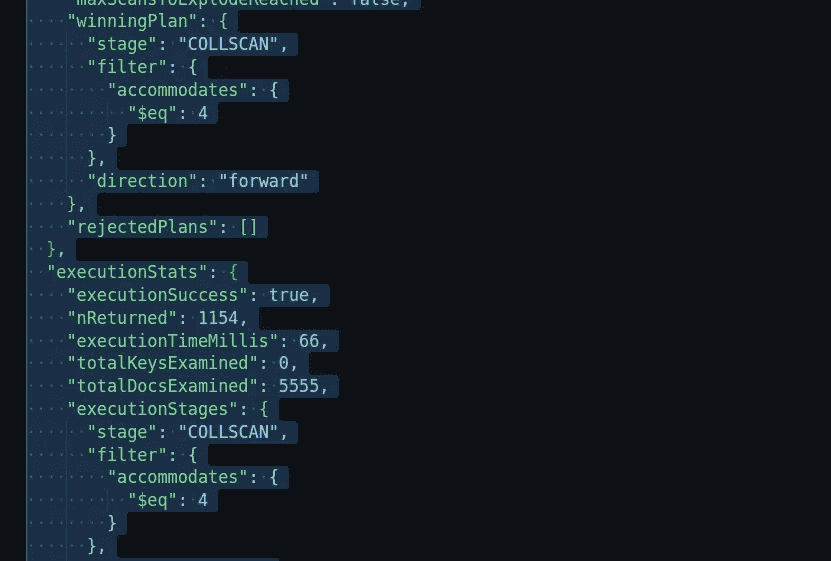 "maxScansToExplodeReached": false,
"winningPlan": {
"stage": "COLLSCAN",
"filter": {
"accommodates": {
"$eq": 4
}
},
"direction": "forward"
},
"rejectedPlans": []
},
"executionStats": {
"executionSuccess": true,
"nReturned": 1154,
"executionTimeMillis": 66,
"totalKeysExamined": 0,
"totalDocsExamined": 5555,
"executionStages": {
"stage": "COLLSCAN",
"filter": {
"accommodates": {
"$eq": 4
}
},